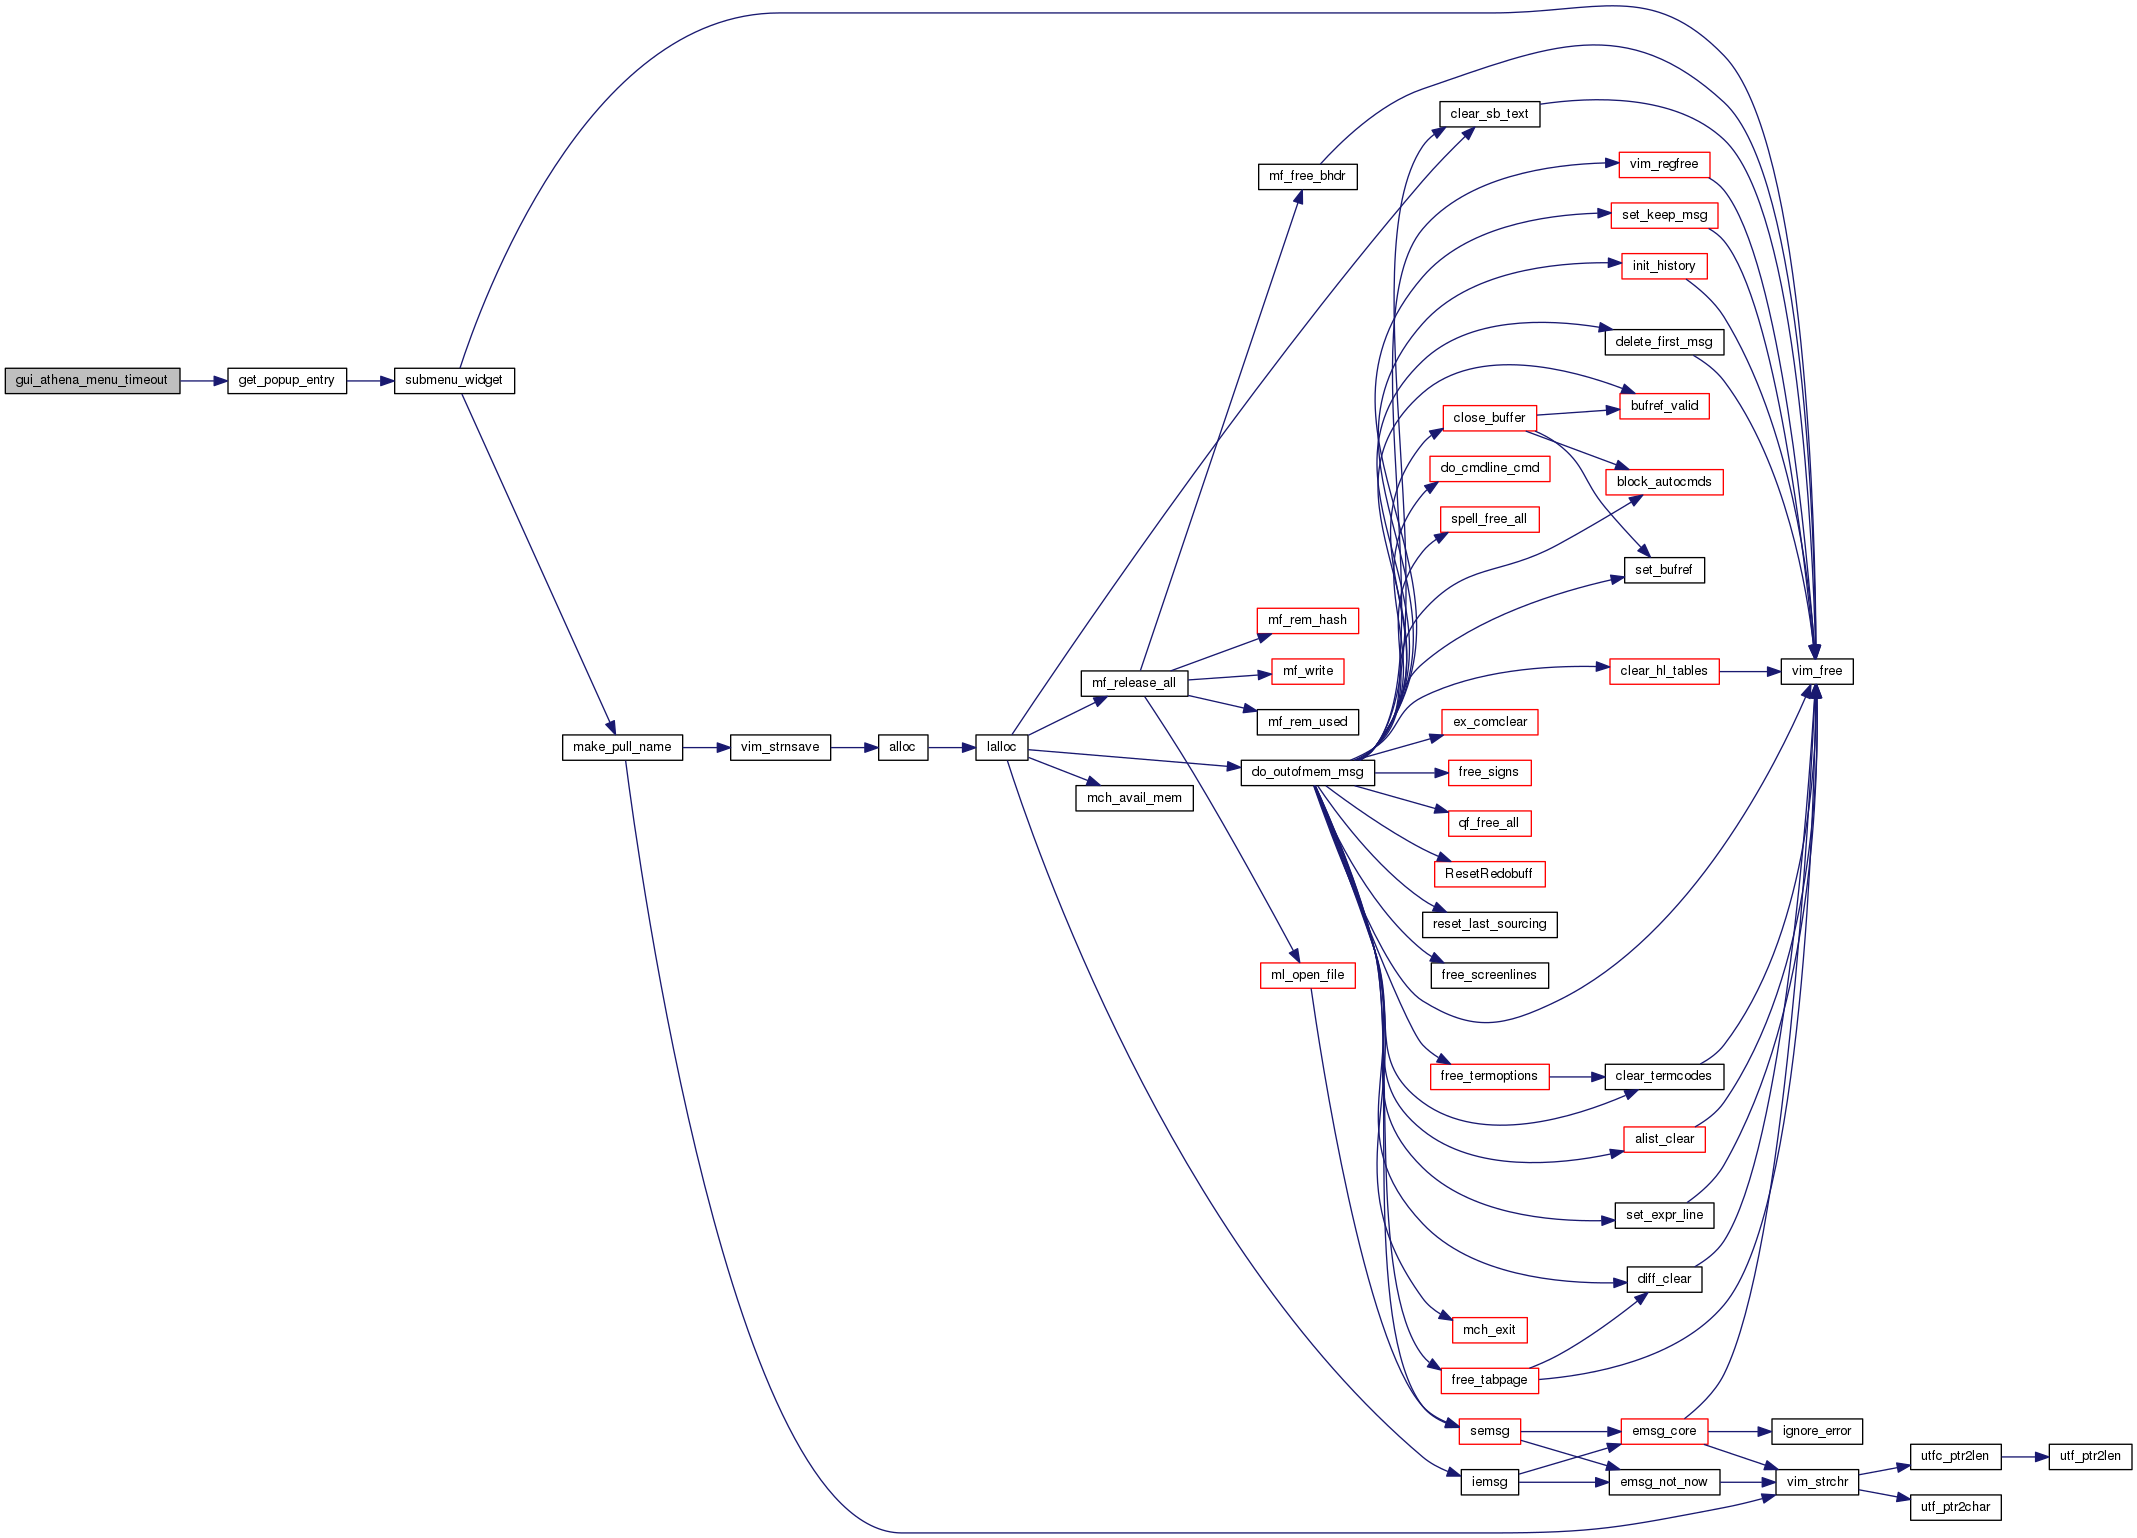 gui_athena_menu_timeout
get_popup_entry
submenu_widget
make_pull_name
vim_strnsave
alloc
lalloc
mf_release_all
mch_avail_mem
mf_free_bhdr
mf_rem_hash
mf_write
mf_rem_used
do_outofmem_msg
ml_open_file
clear_sb_text
vim_regfree
set_keep_msg
init_history
delete_first_msg
bufref_valid
close_buffer
do_cmdline_cmd
block_autocmds
spell_free_all
set_bufref
clear_hl_tables
vim_free
ex_comclear
free_signs
qf_free_all
ResetRedobuff
reset_last_sourcing
free_screenlines
free_termoptions
clear_termcodes
alist_clear
set_expr_line
diff_clear
mch_exit
free_tabpage
semsg
emsg_core
ignore_error
iemsg
emsg_not_now
vim_strchr
utfc_ptr2len
utf_ptr2len
utf_ptr2char